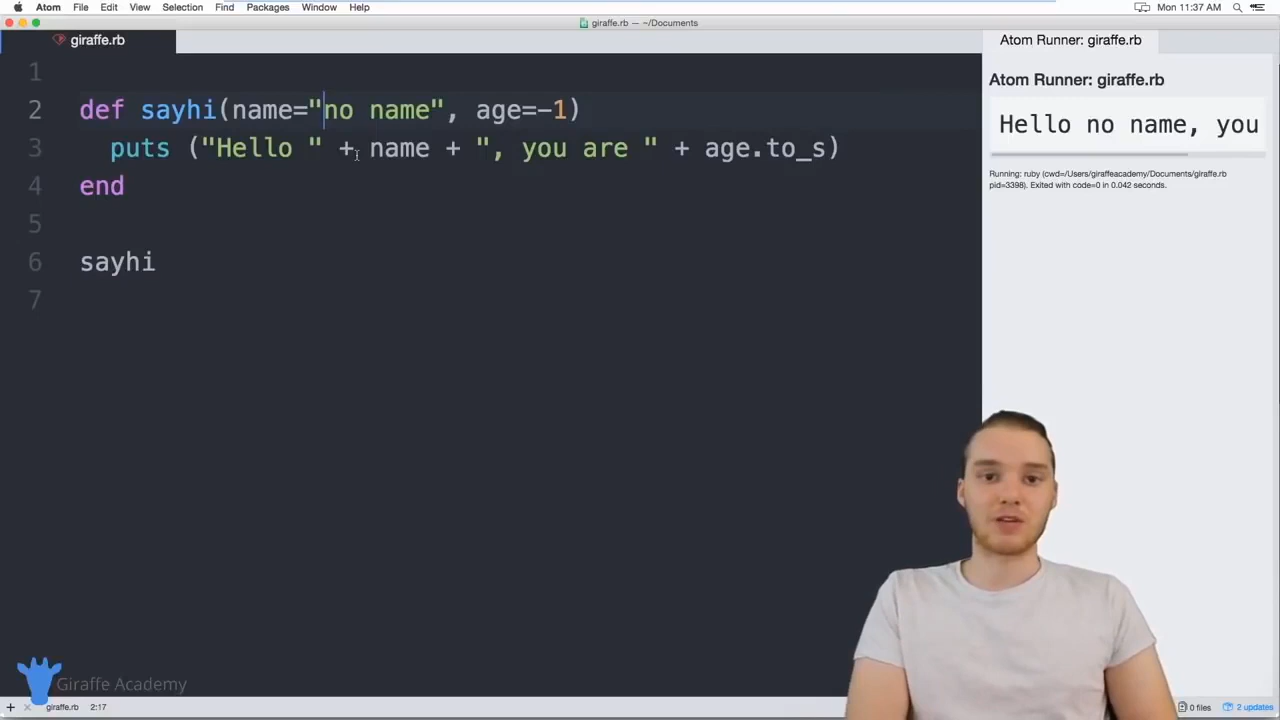 Atom File Edit View Selection Find Packages Window Help Mon 11:37 AM
giraffe.rb — ~/Documents
giraffe.rb
Atom Runner: giraffe.rb
Atom Runner: giraffe.rb
1
2 def sayhi(name="no name", age=-1)
3 puts ("Hello " + name + ", you are " + age.to_s)
4 end
5
6 sayhi
7
Hello no name, you
Running: ruby (cwd=/Users/giraffeacademy/Documents/giraffe.rb
pid=3398). Exited with code=0 in 0.042 seconds.
Giraffe Academy
giraffe.rb 2:17 0 files 2 updates